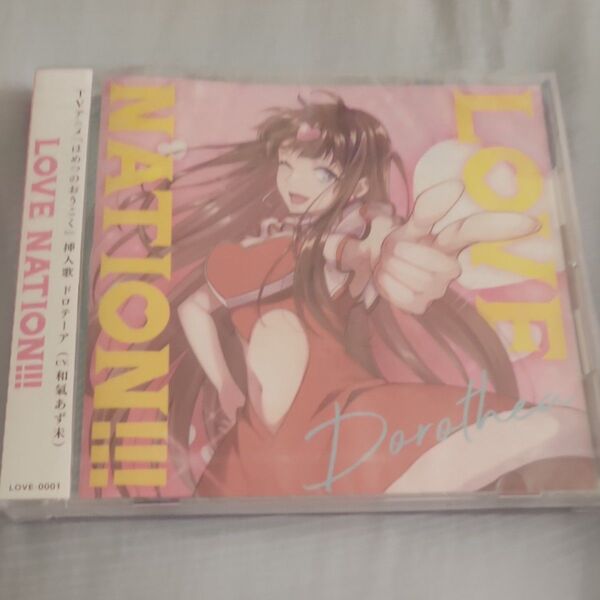 TVアニメ『はめつのおうこく』挿入歌 ドロテーア (CV.和氣あず未)
LOVE NATION!!!
LOVE-0001
LOVE
NATION!!!!
Dorothea